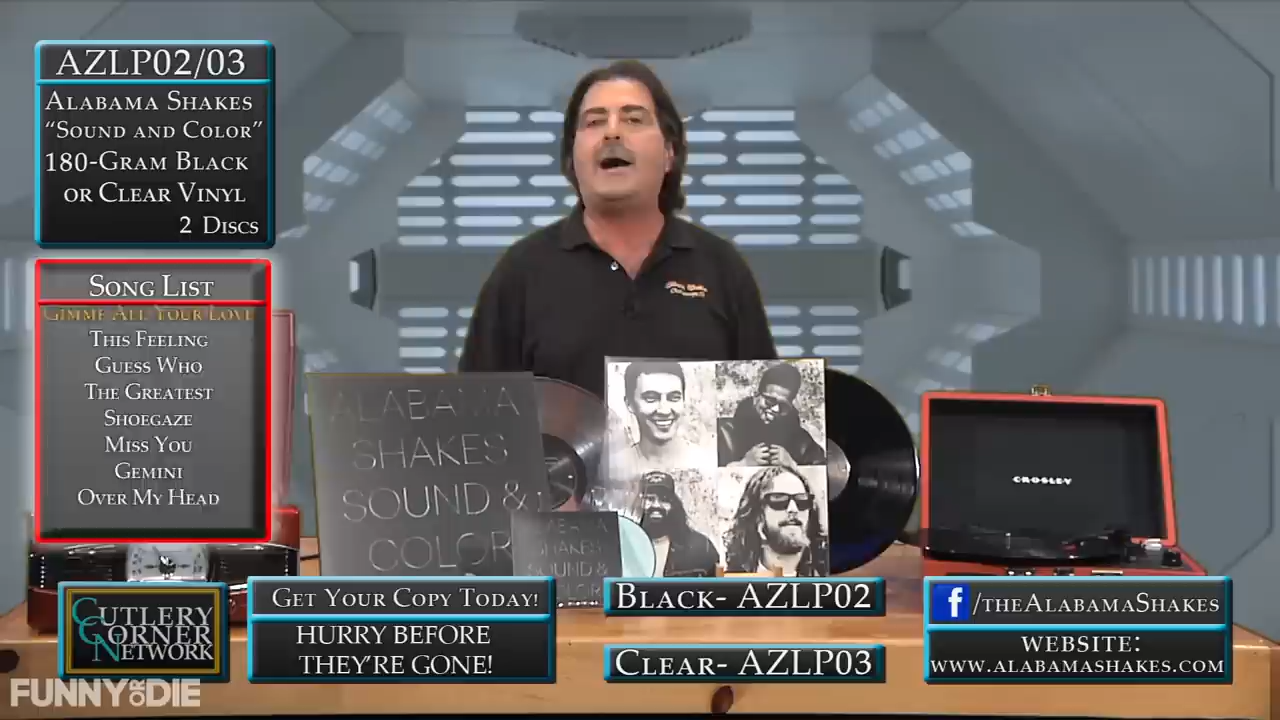 AZLP02/03
ALABAMA SHAKES
"SOUND AND COLOR"
180-GRAM BLACK
OR CLEAR VINYL
2 DISCS
SONG LIST
GIMME ALL YOUR LOVE
THIS FEELING
GUESS WHO
THE GREATEST
SHOEGAZE
MISS YOU
GEMINI
OVER MY HEAD
ALABAMA
SHAKES
SOUND &
COLOR
SHAKES
SOUND &
CROSLEY
CUTLERY
CORNER
NETWORK
GET YOUR COPY TODAY!
HURRY BEFORE
THEY'RE GONE!
BLACK- AZLP02
CLEAR- AZLP03
f /THEALABAMASHAKES
WEBSITE:
WWW.ALABAMASHAKES.COM
FUNNY OR DIE